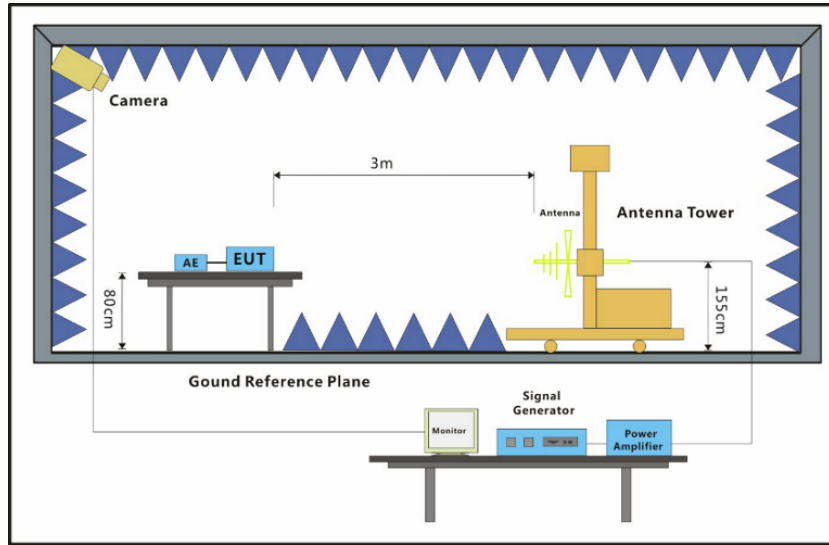 Camera
3m
Antenna
Antenna Tower
AE
EUT
80cm
155cm
Gound Reference Plane
Signal
Generator
Monitor
Power
Amplifier